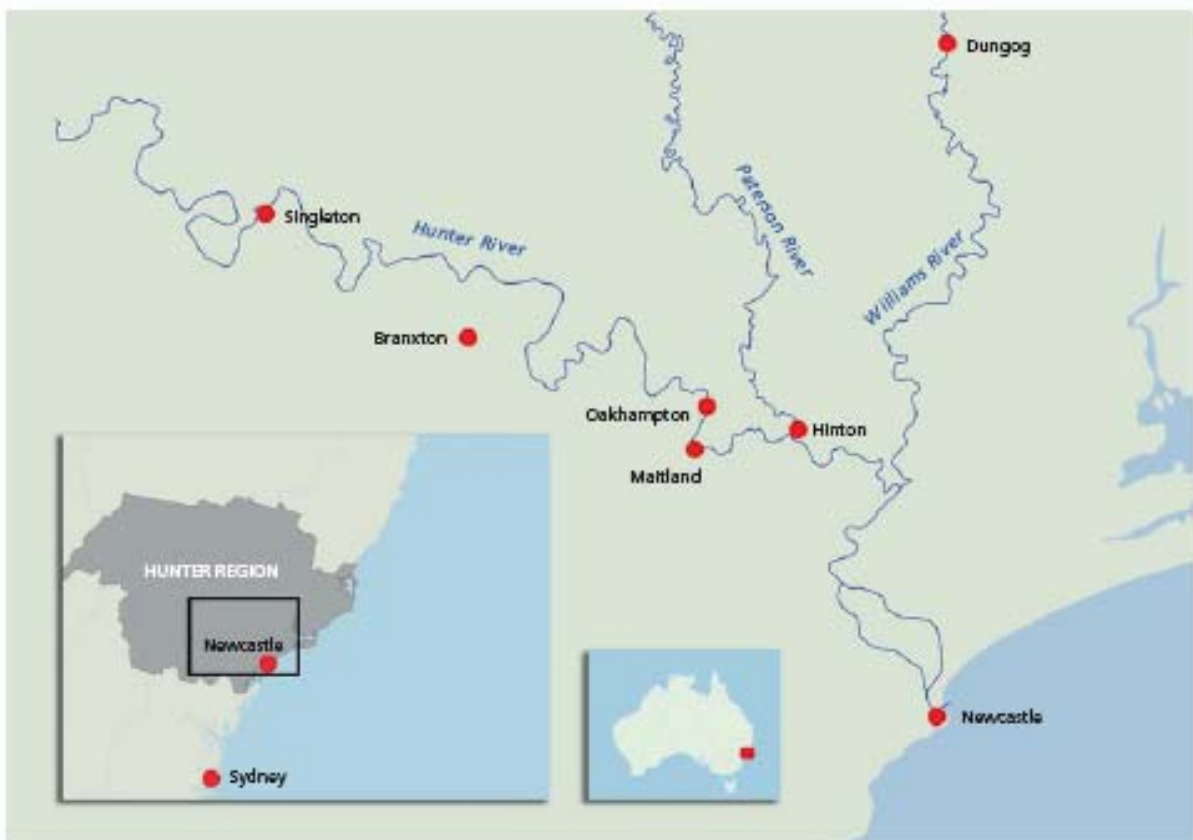 Dungog
Paterson River
Singleton
Hunter River
Williams River
Branxton
Oakhampton
Hinton
Maitland
HUNTER REGION
Newcastle
Newcastle
Sydney